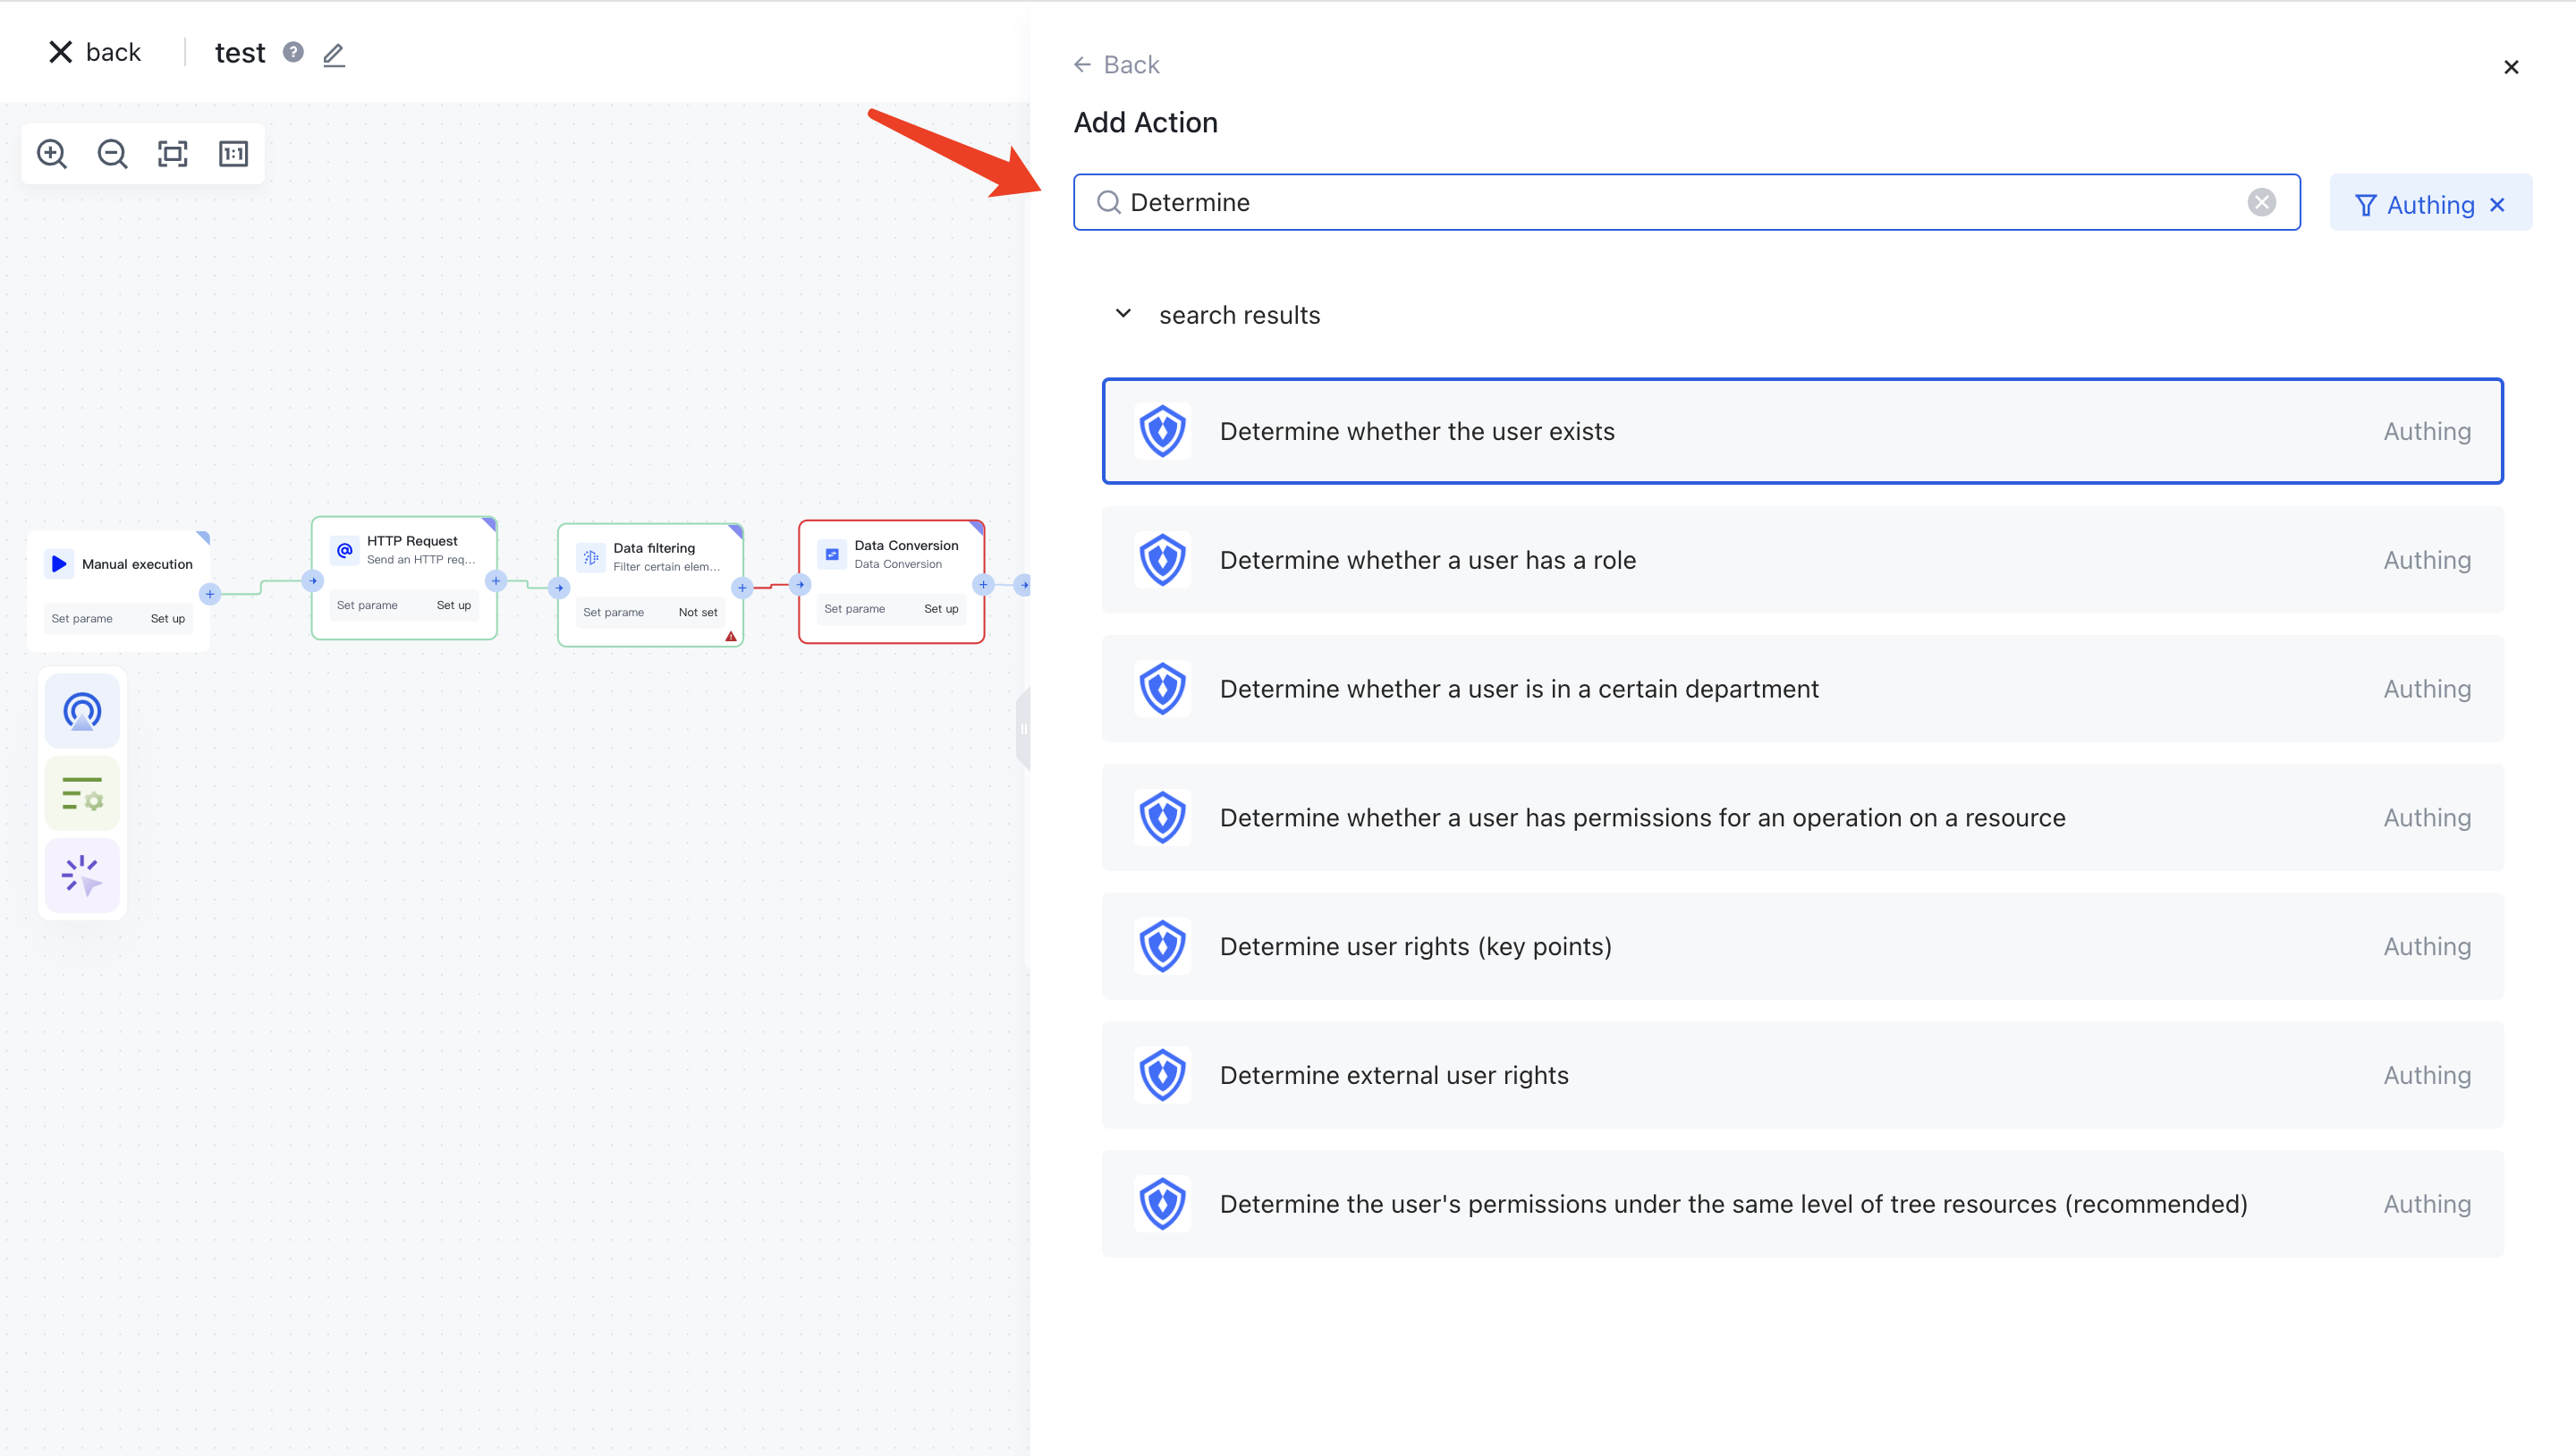 back
test
?
1:1
Manual execution
Set parame Set up
HTTP Request
Send an HTTP req...
Set parame Set up
Data filtering
Filter certain elem...
Set parame Not set
Data Conversion
Data Conversion
Set parame Set up
Back
Add Action
Determine
Authing
search results
Determine whether the user exists Authing
Determine whether a user has a role Authing
Determine whether a user is in a certain department Authing
Determine whether a user has permissions for an operation on a resource Authing
Determine user rights (key points) Authing
Determine external user rights Authing
Determine the user's permissions under the same level of tree resources (recommended) Authing